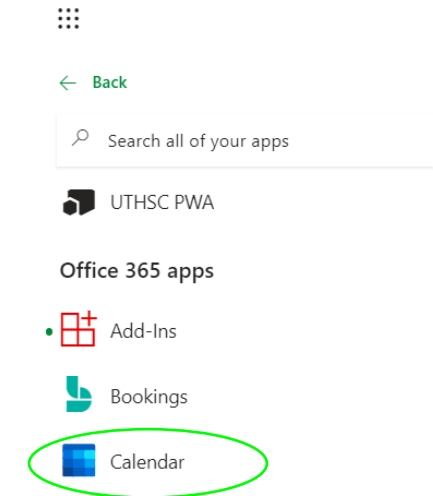 Back
Search all of your apps
UTHSC PWA
Office 365 apps
Add-Ins
Bookings
Calendar